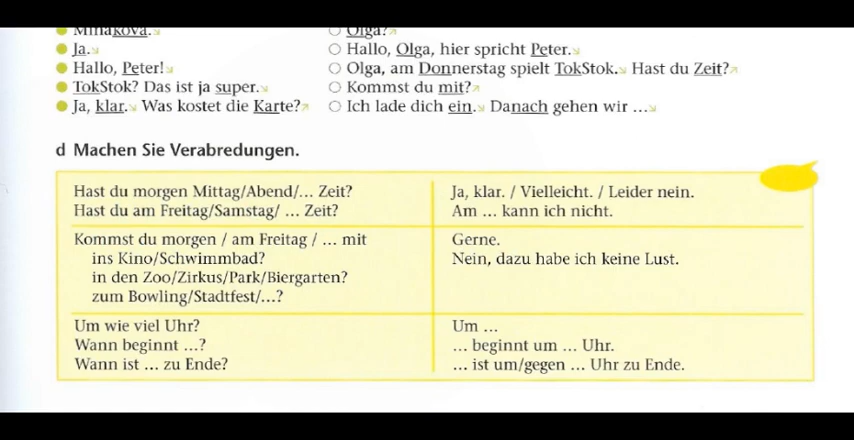 Minakova.↘ Olga?↗
Ja.↘ Hallo, Olga, hier spricht Peter.↘
Hallo, Peter!↘ Olga, am Donnerstag spielt TokStok.↘ Hast du Zeit?↗
TokStok? Das ist ja super.↘ Kommst du mit?↗
Ja, klar.↘ Was kostet die Karte?↗ Ich lade dich ein.↘ Danach gehen wir ...↘
d Machen Sie Verabredungen.
Hast du morgen Mittag/Abend/... Zeit? Ja, klar. / Vielleicht. / Leider nein.
Hast du am Freitag/Samstag/ ... Zeit? Am ... kann ich nicht.
Kommst du morgen / am Freitag / ... mit Gerne.
ins Kino/Schwimmbad? Nein, dazu habe ich keine Lust.
in den Zoo/Zirkus/Park/Biergarten?
zum Bowling/Stadtfest/...?
Um wie viel Uhr? Um ...
Wann beginnt ...? ... beginnt um ... Uhr.
Wann ist ... zu Ende? ... ist um/gegen ... Uhr zu Ende.